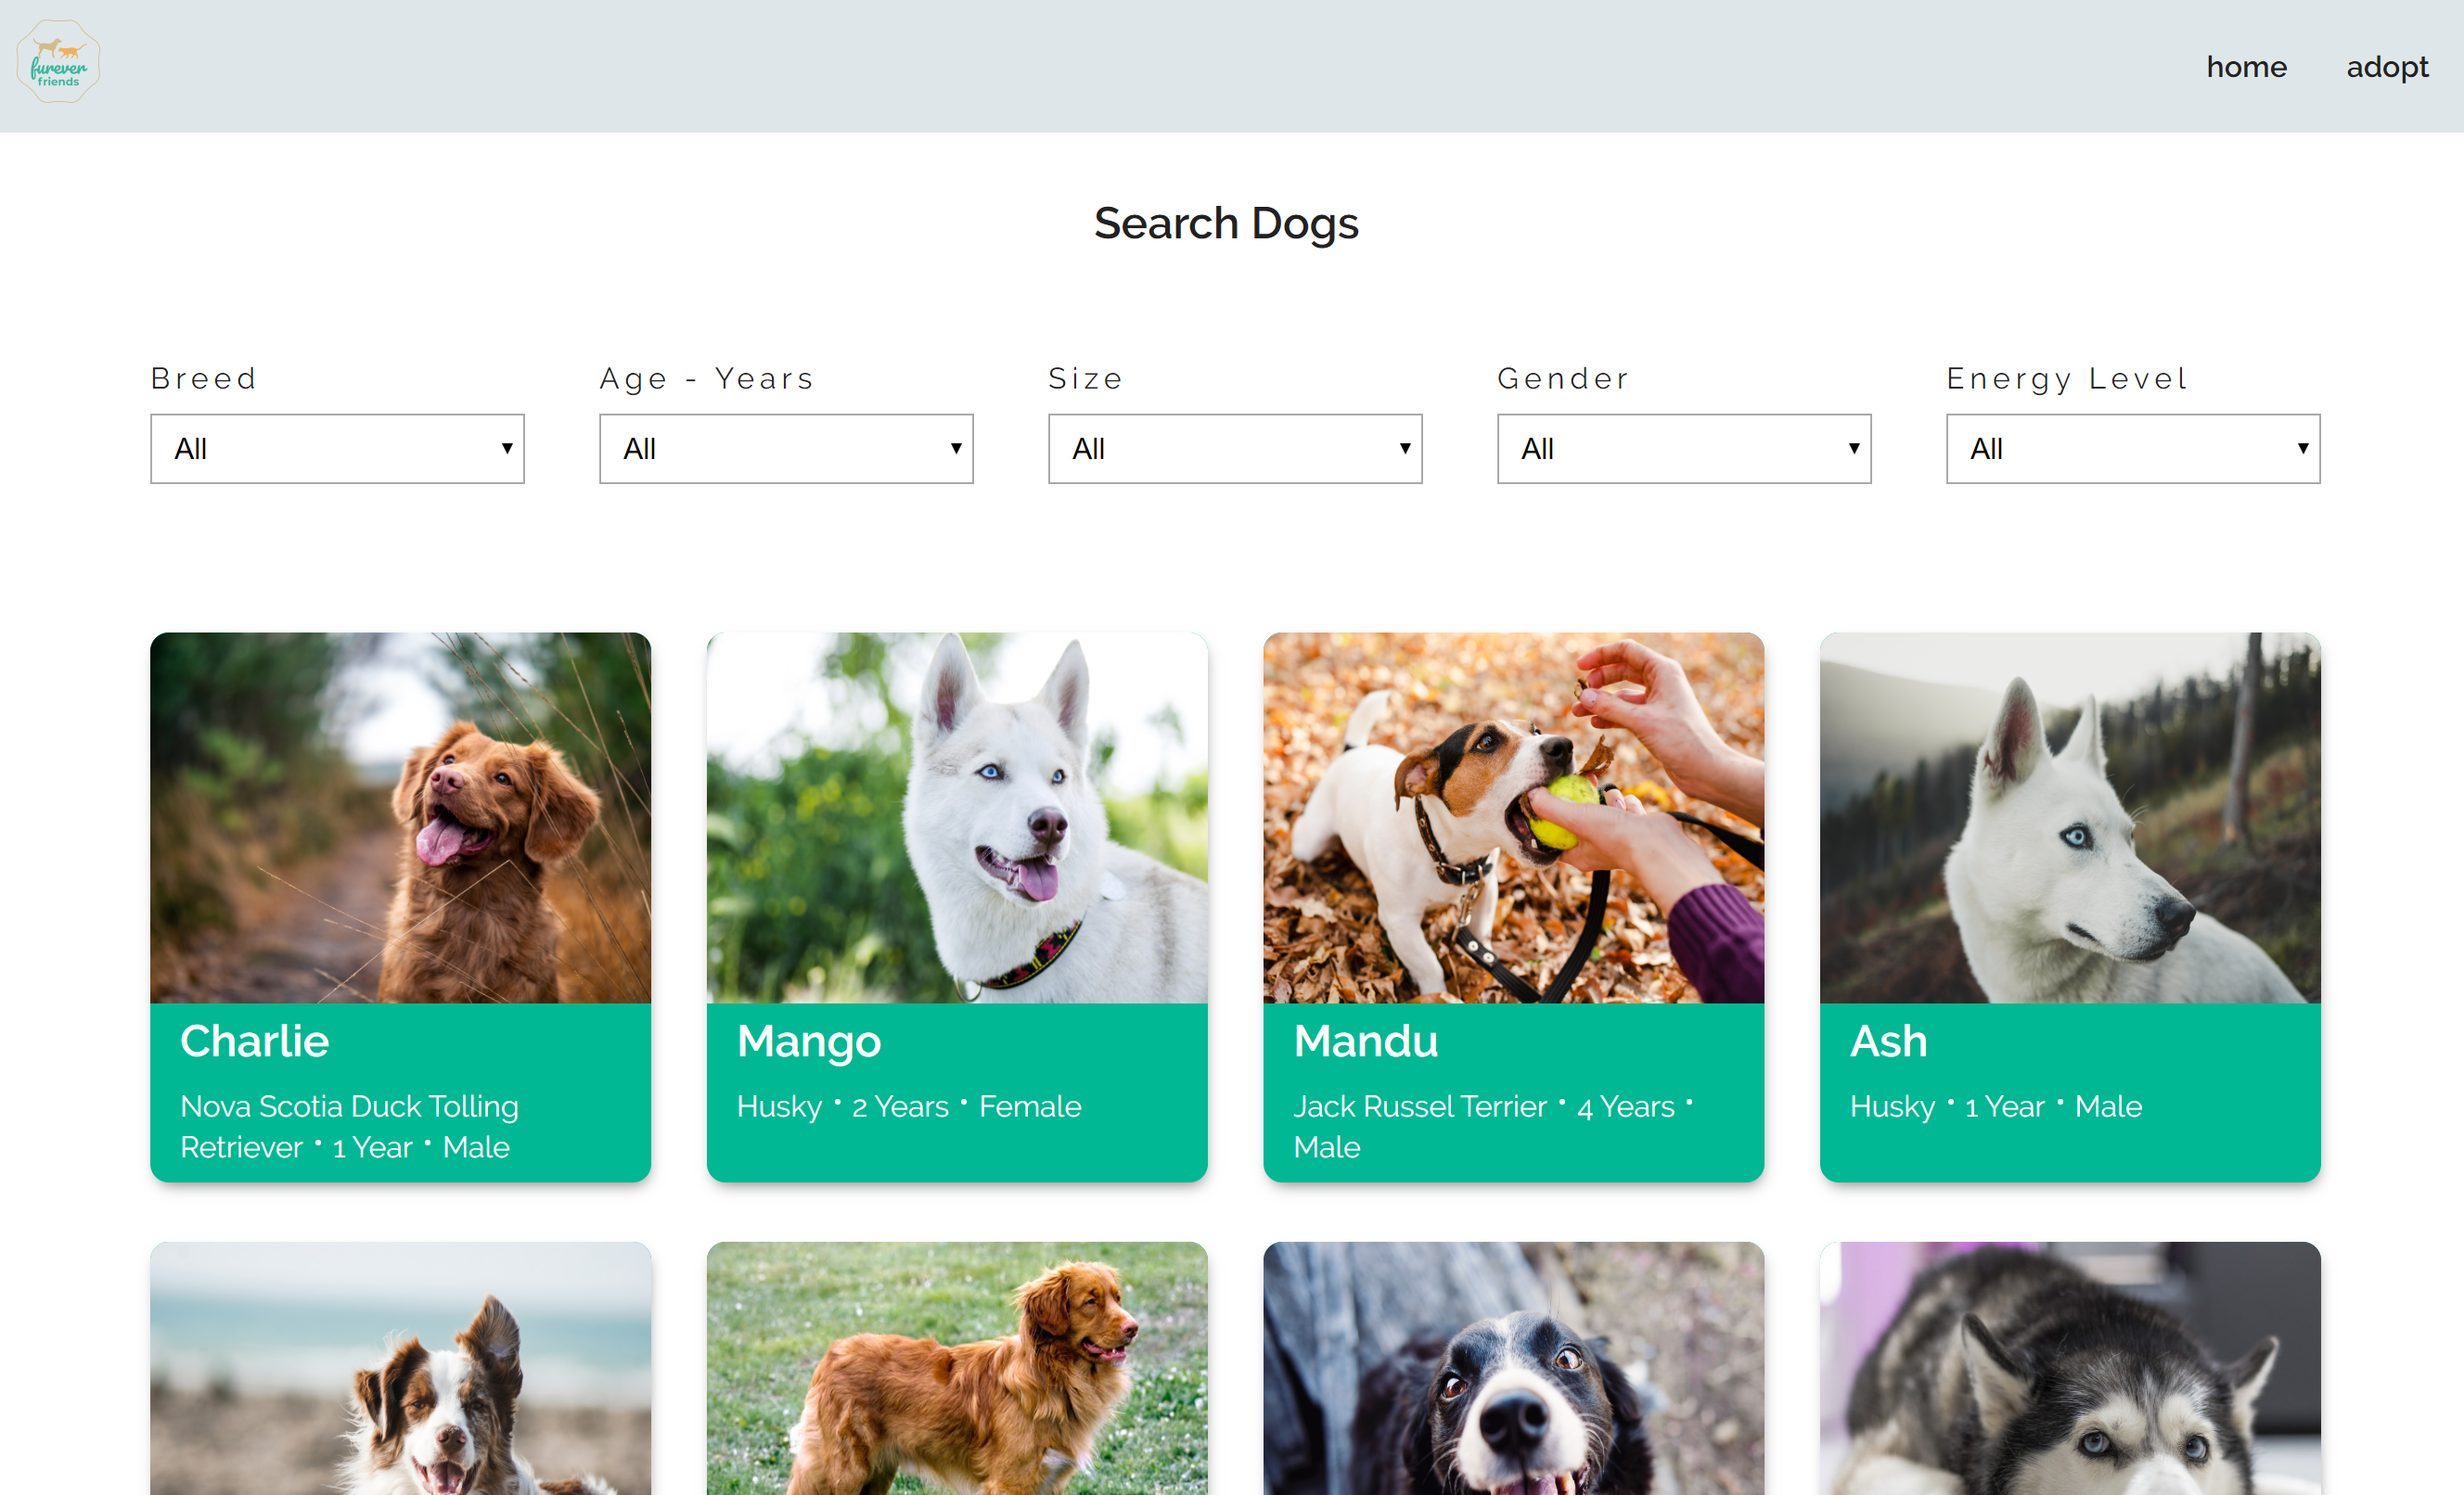 furever
friends
home
adopt
Search Dogs
Breed
Age - Years
Size
Gender
Energy Level
All
All
All
All
All
Charlie
Nova Scotia Duck Tolling
Retriever • 1 Year • Male
Mango
Husky • 2 Years • Female
Mandu
Jack Russel Terrier • 4 Years •
Male
Ash
Husky • 1 Year • Male